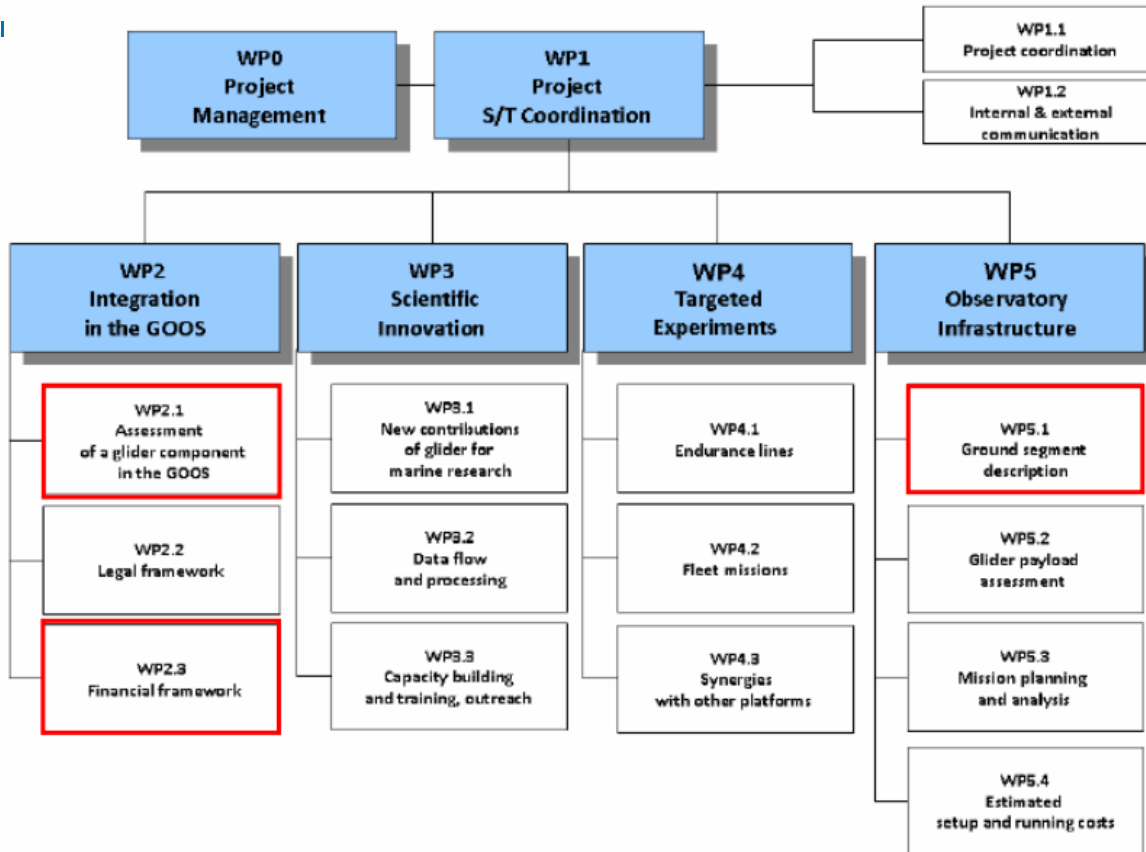 WP0
Project
Management
WP1
Project
S/T Coordination
WP1.1
Project coordination
WP1.2
Internal & external
communication
WP2
Integration
in the GOOS
WP3
Scientific
Innovation
WP4
Targeted
Experiments
WP5
Observatory
Infrastructure
WP2.1
Assessment
of a glider component
in the GOOS
WP2.2
Legal framework
WP2.3
Financial framework
WP3.1
New contributions
of glider for
marine research
WP3.2
Data flow
and processing
WP3.3
Capacity building
and training, outreach
WP4.1
Endurance lines
WP4.2
Fleet missions
WP4.3
Synergies
with other platforms
WP5.1
Ground segment
description
WP5.2
Glider payload
assessment
WP5.3
Mission planning
and analysis
WP5.4
Estimated
setup and running costs